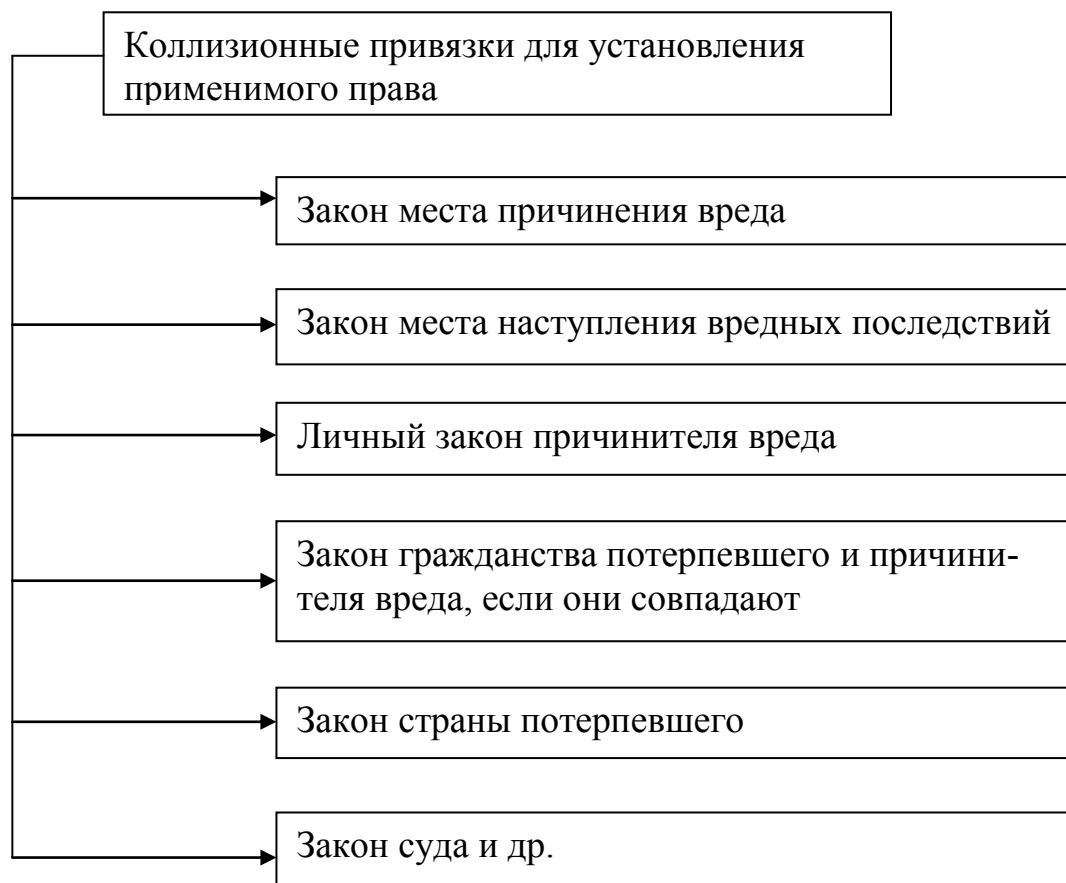 Коллизионные привязки для установления
применимого права
Закон места причинения вреда
Закон места наступления вредных последствий
Личный закон причинителя вреда
Закон гражданства потерпевшего и причини-
теля вреда, если они совпадают
Закон страны потерпевшего
Закон суда и др.